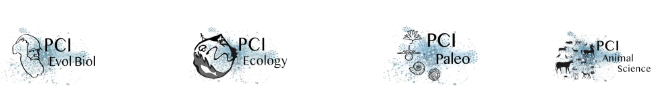 PCI
Evol Biol
PCI
Ecology
PCI
Paleo
PCI
Animal
Science